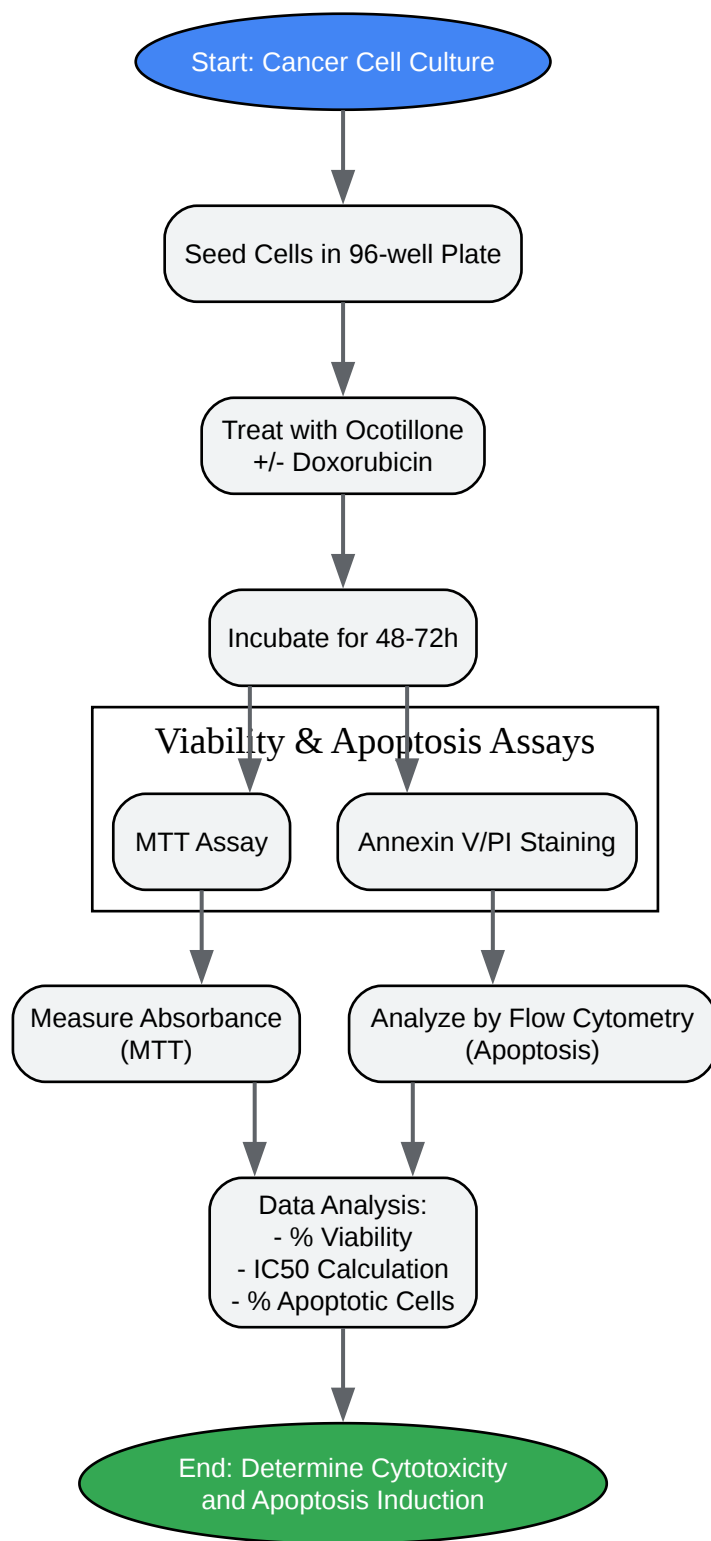 Start: Cancer Cell Culture
Seed Cells in 96-well Plate
Treat with Ocotillone
+/- Doxorubicin
Incubate for 48-72h
Viability & Apoptosis Assays
MTT Assay
Annexin V/PI Staining
Measure Absorbance
(MTT)
Analyze by Flow Cytometry
(Apoptosis)
Data Analysis:
- % Viability
- IC50 Calculation
- % Apoptotic Cells
End: Determine Cytotoxicity
and Apoptosis Induction